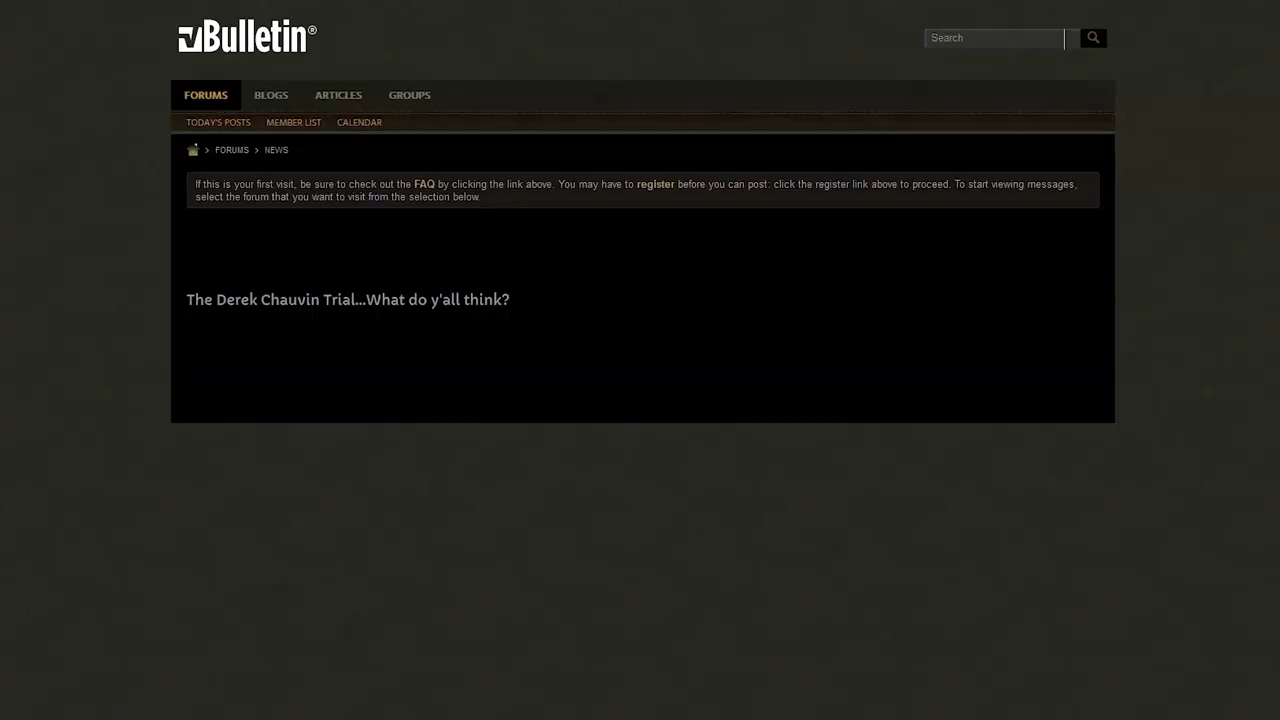 vBulletin®
Search
FORUMS BLOGS ARTICLES GROUPS
TODAY'S POSTS MEMBER LIST CALENDAR
> FORUMS > NEWS
If this is your first visit, be sure to check out the FAQ by clicking the link above. You may have to register before you can post: click the register link above to proceed. To start viewing messages,
select the forum that you want to visit from the selection below.
The Derek Chauvin Trial...What do y'all think?